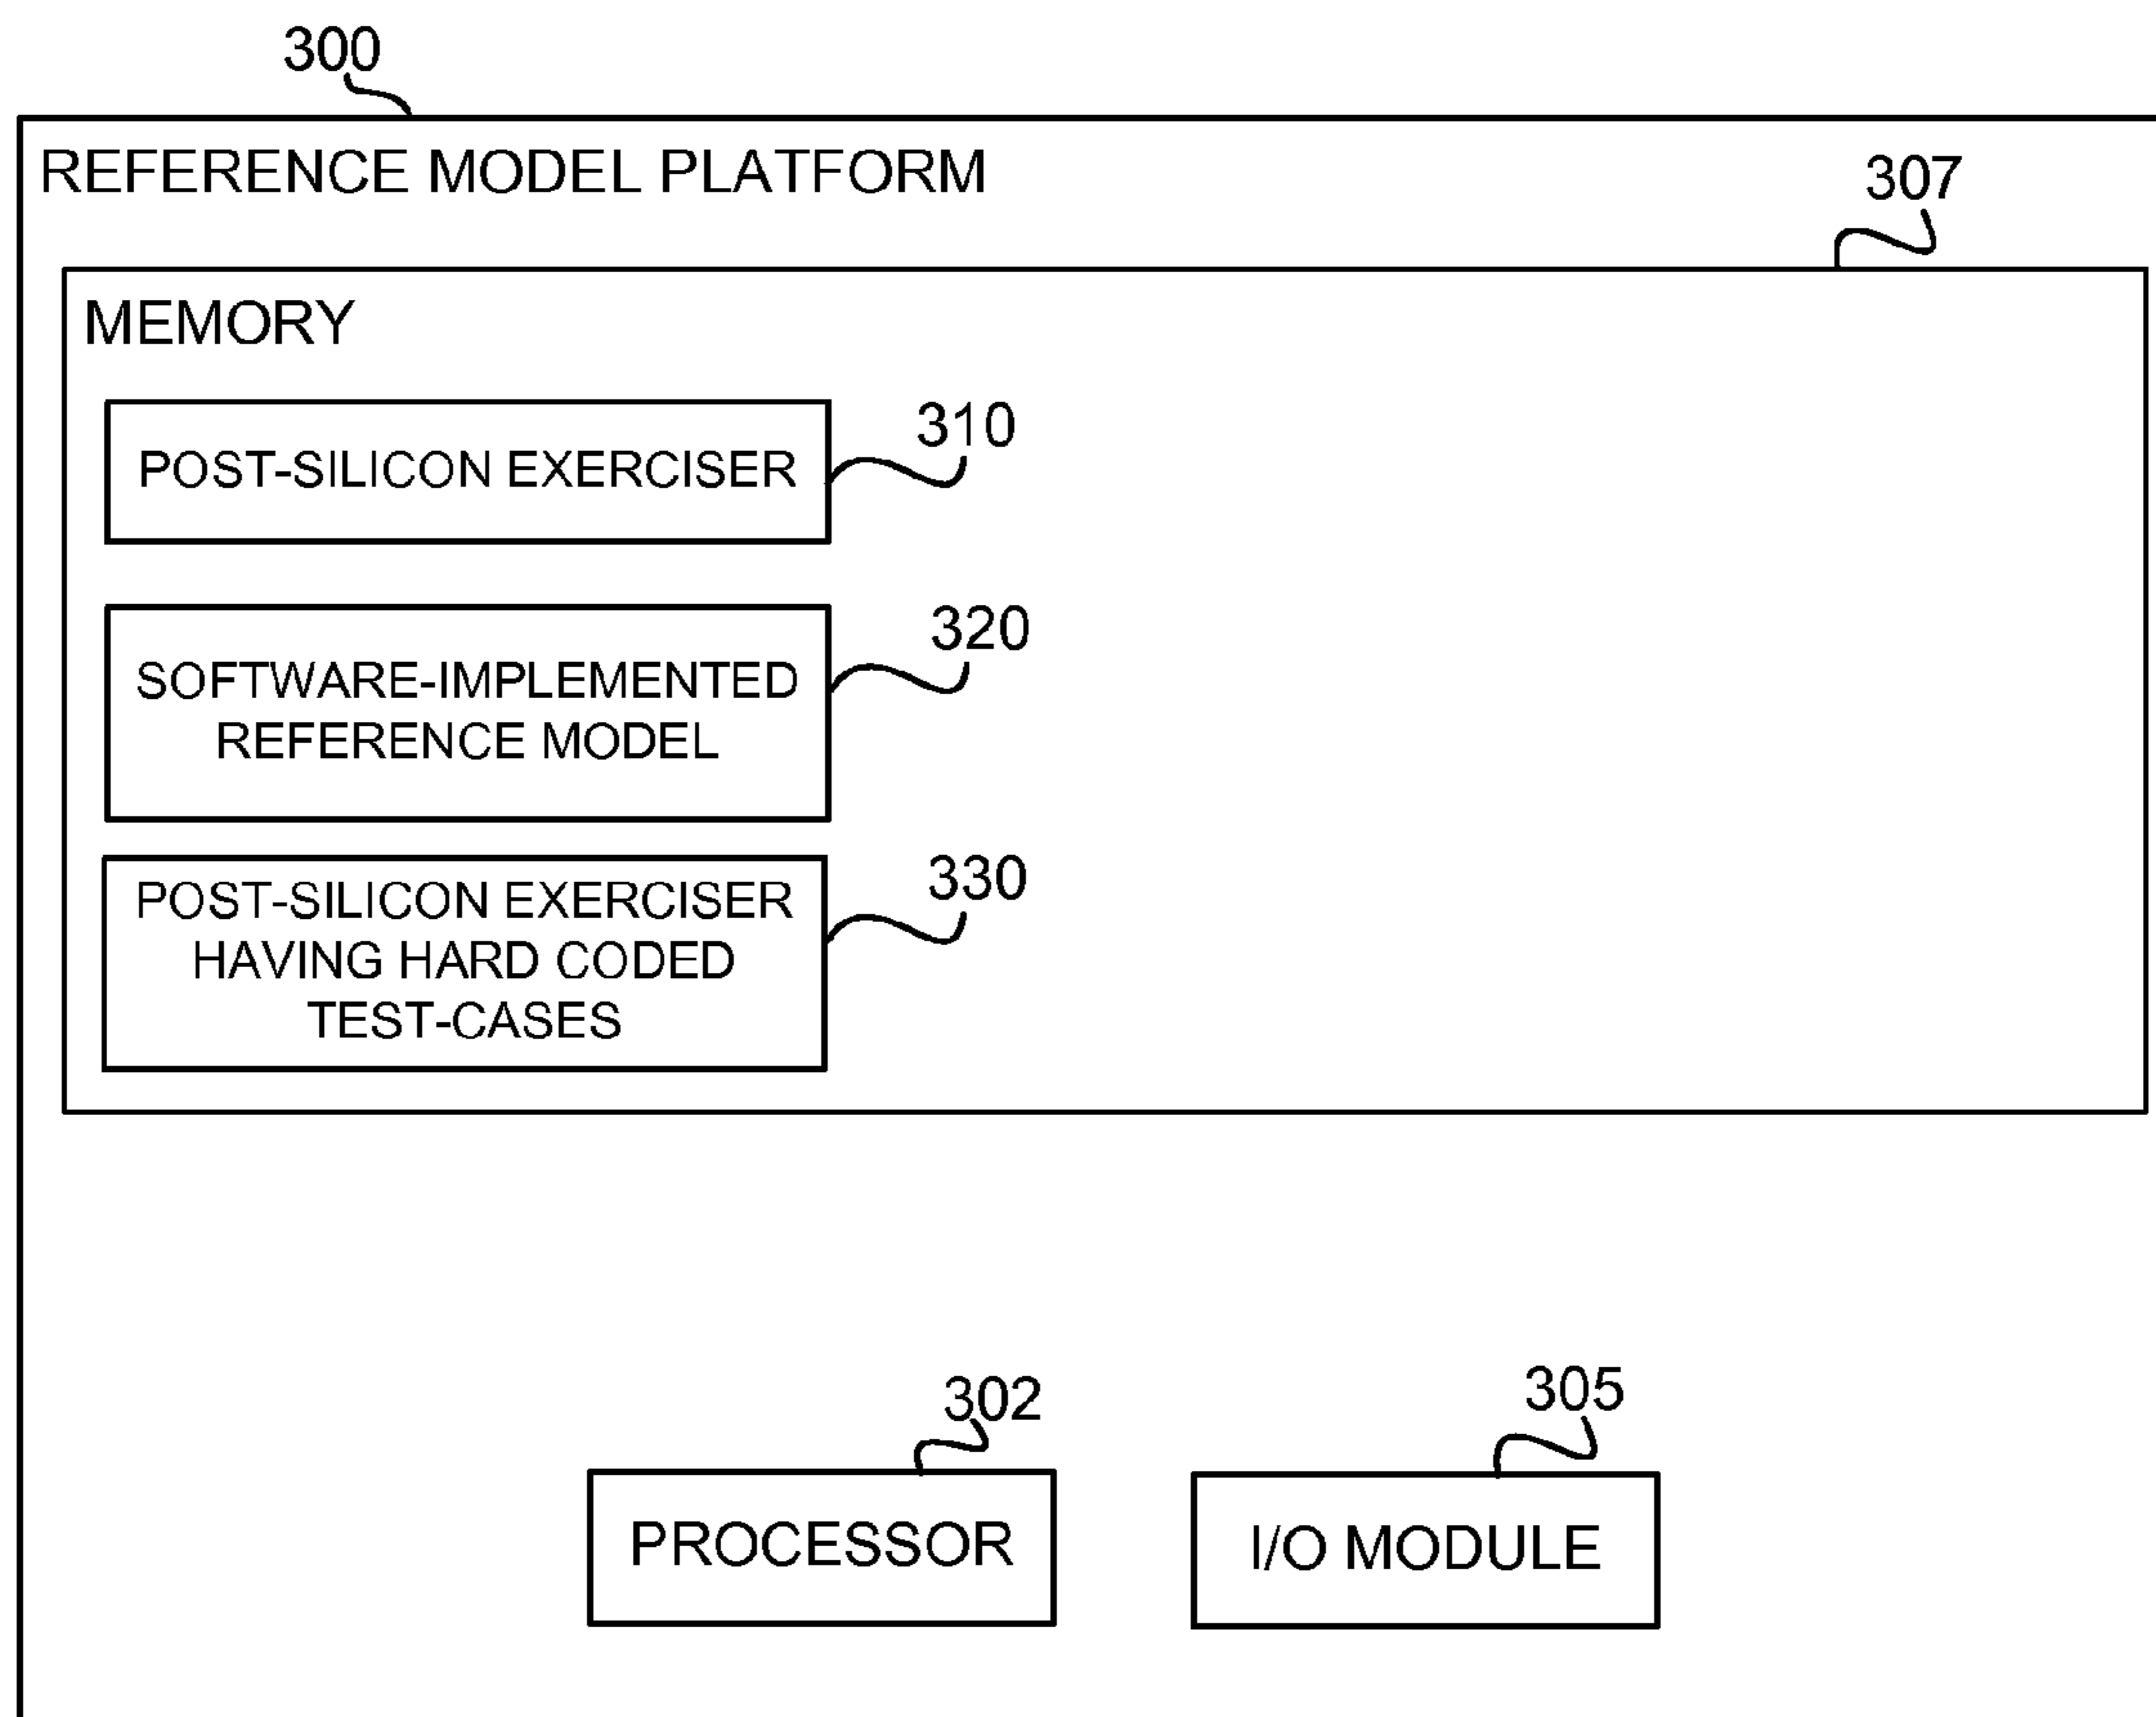 300
REFERENCE MODEL PLATFORM
307
MEMORY
310
POST-SILICON EXERCISER
320
SOFTWARE-IMPLEMENTED
REFERENCE MODEL
330
POST-SILICON EXERCISER
HAVING HARD CODED
TEST-CASES
302
PROCESSOR
305
I/O MODULE